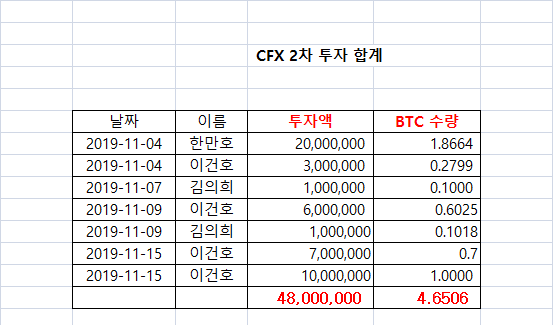 CFX 2차 투자 합계
날짜 이름 투자액 BTC 수량
2019-11-04 한만호 20,000,000 1.8664
2019-11-04 이건호 3,000,000 0.2799
2019-11-07 김의희 1,000,000 0.1000
2019-11-09 이건호 6,000,000 0.6025
2019-11-09 김의희 1,000,000 0.1018
2019-11-15 이건호 7,000,000 0.7
2019-11-15 이건호 10,000,000 1.0000
48,000,000 4.6506